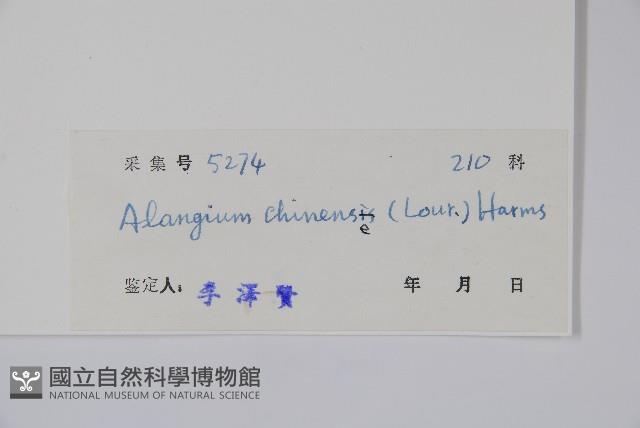 采集号 5274 210 科
Alangium chinensis (Lour.) Harms
e
鉴定人: 李澤賢 年 月 日
國立自然科學博物館
NATIONAL MUSEUM OF NATURAL SCIENCE